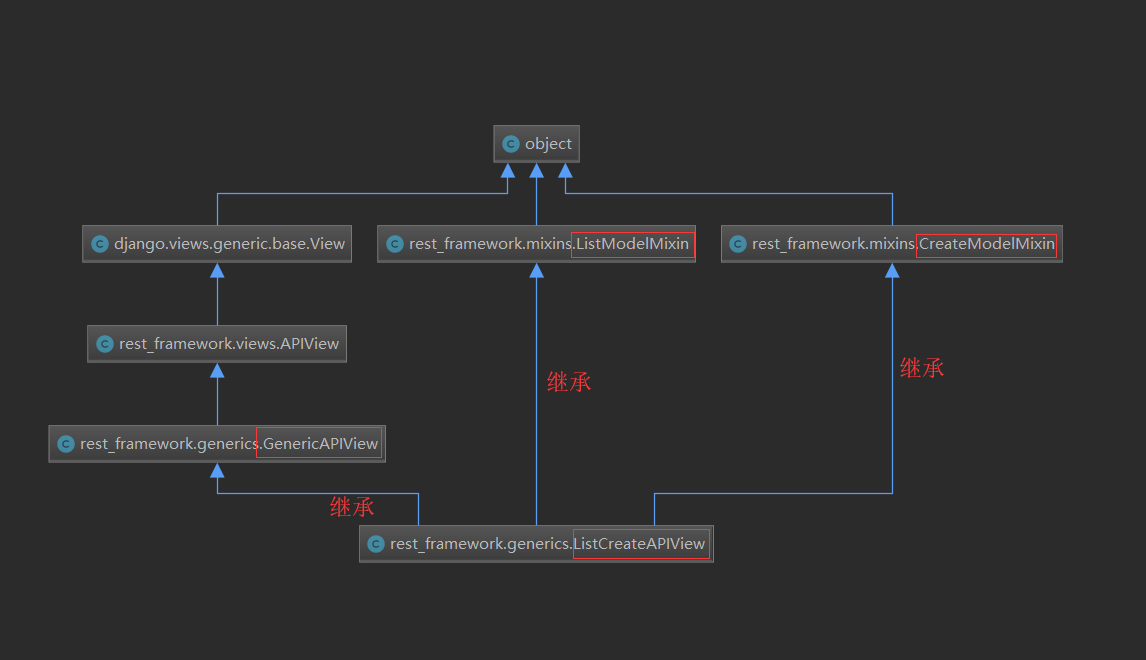 C object
C django.views.generic.base.View
C rest_framework.mixins.ListModelMixin
C rest_framework.mixins.CreateModelMixin
C rest_framework.views.APIView
继承
继承
C rest_framework.generics.GenericAPIView
继承
C rest_framework.generics.ListCreateAPIView